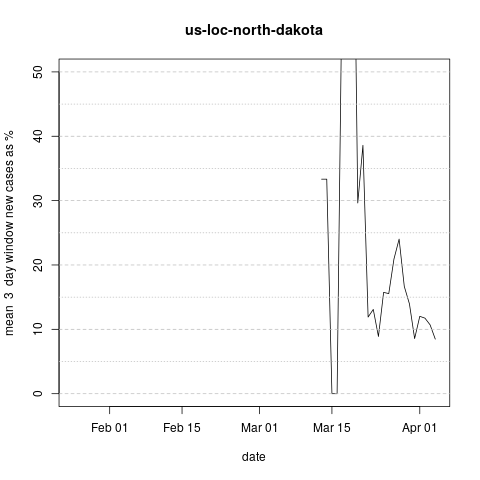 us-loc-north-dakota
mean  3  day window new cases as %
50
40
30
20
10
0
Feb 01
Feb 15
Mar 01
Mar 15
Apr 01
date